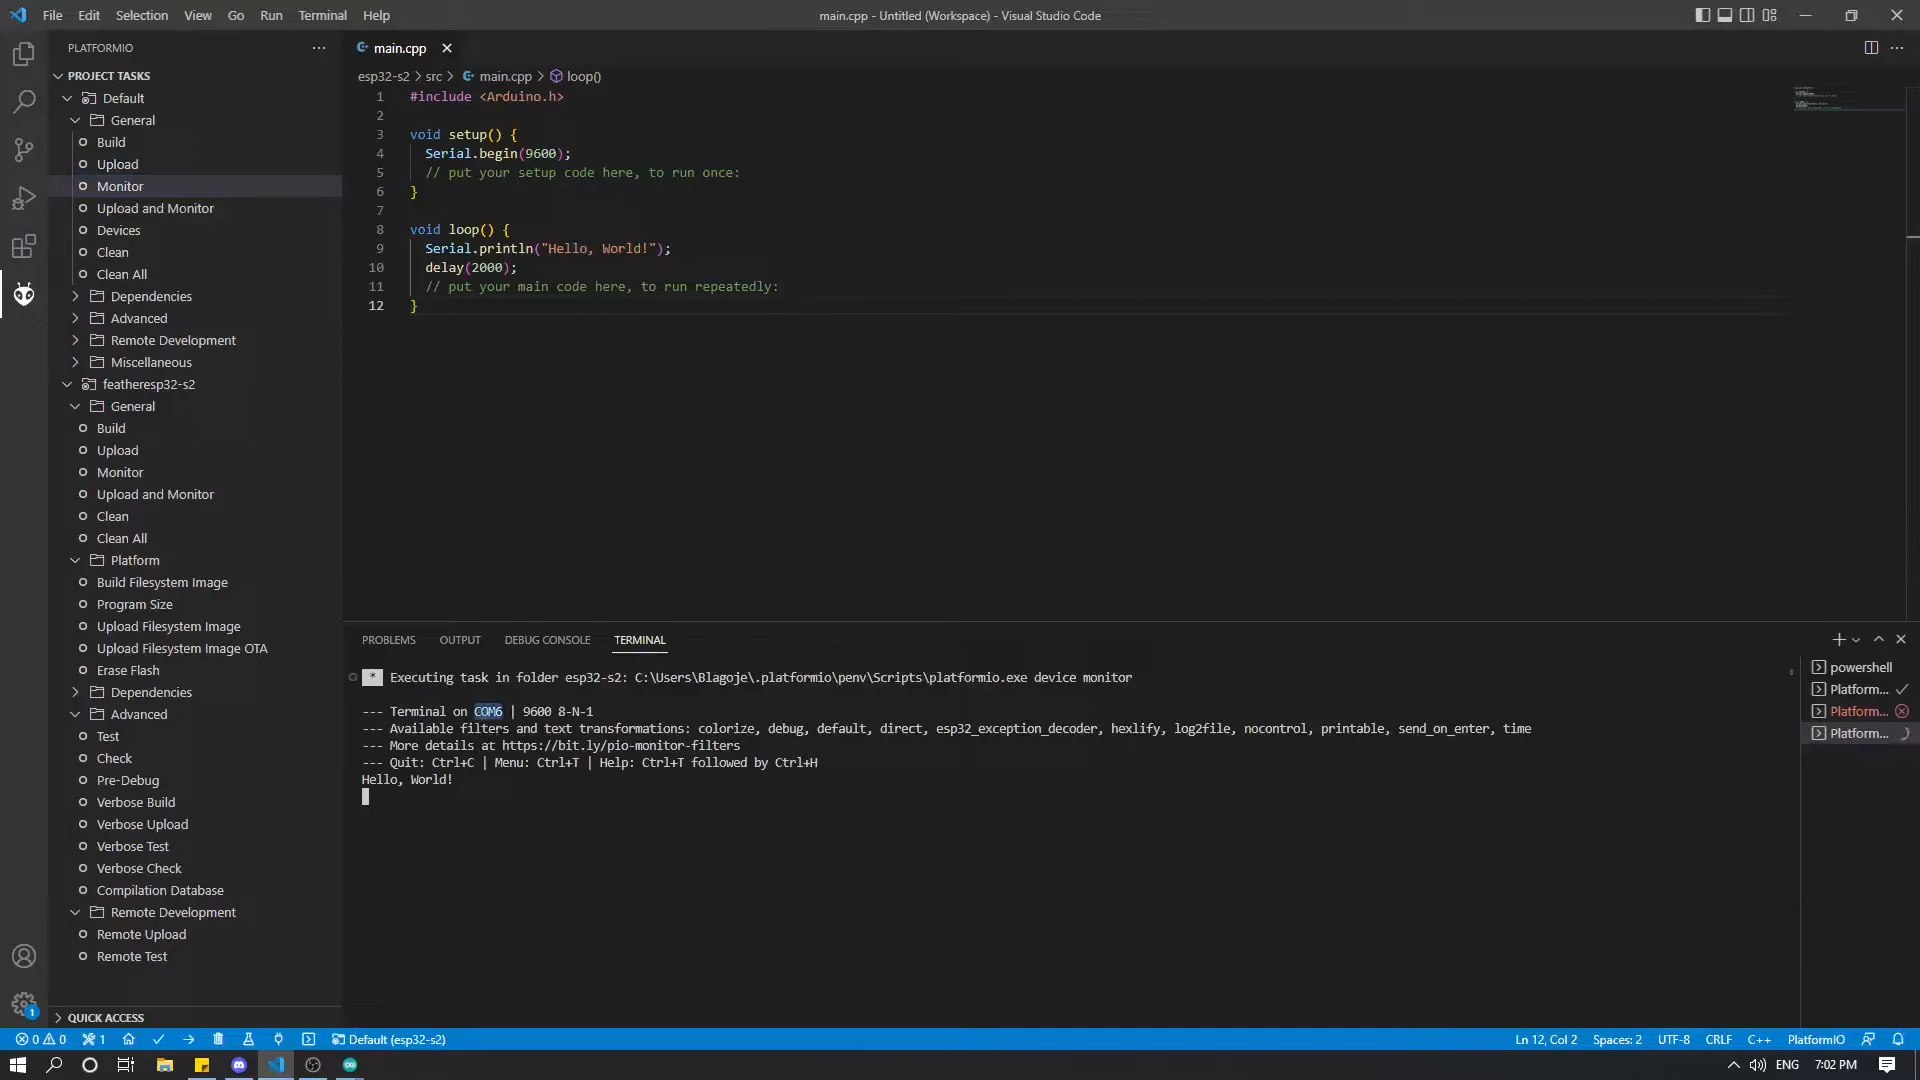 File Edit Selection View Go Run Terminal Help
main.cpp - Untitled (Workspace) - Visual Studio Code
PLATFORMIO
PROJECT TASKS
Default
General
Build
Upload
Monitor
Upload and Monitor
Devices
Clean
Clean All
Dependencies
Advanced
Remote Development
Miscellaneous
featheresp32-s2
General
Build
Upload
Monitor
Upload and Monitor
Clean
Clean All
Platform
Build Filesystem Image
Program Size
Upload Filesystem Image
Upload Filesystem Image OTA
Erase Flash
Dependencies
Advanced
Test
Check
Pre-Debug
Verbose Build
Verbose Upload
Verbose Test
Verbose Check
Compilation Database
Remote Development
Remote Upload
Remote Test
QUICK ACCESS
main.cpp
esp32-s2 > src > main.cpp > loop()
1 #include <Arduino.h>
2
3 void setup() {
4 Serial.begin(9600);
5 // put your setup code here, to run once:
6 }
7
8 void loop() {
9 Serial.println("Hello, World!");
10 delay(2000);
11 // put your main code here, to run repeatedly:
12 }
PROBLEMS OUTPUT DEBUG CONSOLE TERMINAL
* Executing task in folder esp32-s2: C:\Users\Blagoje\.platformio\penv\Scripts\platformio.exe device monitor
--- Terminal on COM6 | 9600 8-N-1
--- Available filters and text transformations: colorize, debug, default, direct, esp32_exception_decoder, hexlify, log2file, nocontrol, printable, send_on_enter, time
--- More details at https://bit.ly/pio-monitor-filters
--- Quit: Ctrl+C | Menu: Ctrl+T | Help: Ctrl+T followed by Ctrl+H
Hello, World!
powershell
Platform...
Platform...
Platform...
1
0 0 1 Default (esp32-s2)
Ln 12, Col 2 Spaces: 2 UTF-8 CRLF C++ PlatformIO
ENG 7:02 PM